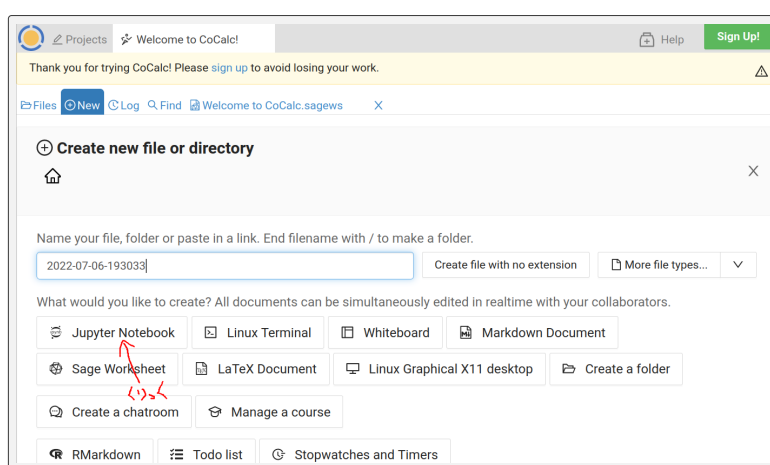 Projects Welcome to CoCalc! Help Sign Up!
Thank you for trying CoCalc! Please sign up to avoid losing your work.
Files New Log Find Welcome to CoCalc.sagews X
Create new file or directory
Name your file, folder or paste in a link. End filename with / to make a folder.
2022-07-06-193033 Create file with no extension More file types...
What would you like to create? All documents can be simultaneously edited in realtime with your collaborators.
Jupyter Notebook Linux Terminal Whiteboard Markdown Document
Sage Worksheet LaTeX Document Linux Graphical X11 desktop Create a folder
Create a chatroom Manage a course
RMarkdown Todo list Stopwatches and Timers